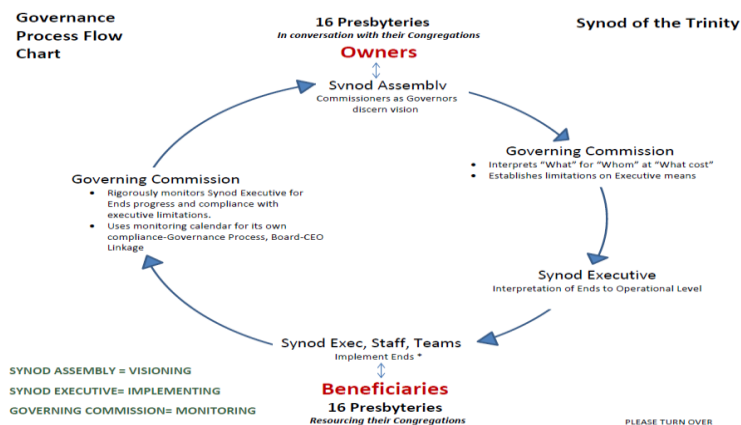 Governance
Process Flow
Chart
16 Presbyteries
In conversation with their Congregations
Owners
Synod of the Trinity
Synod Assembly
Commissioners as Governors
discern vision
Governing Commission
• Interprets “What” for “Whom” at “What cost”
• Establishes limitations on Executive means
Governing Commission
• Rigorously monitors Synod Executive for
Ends progress and compliance with
executive limitations.
• Uses monitoring calendar for its own
compliance-Governance Process, Board-CEO
Linkage
Synod Executive
Interpretation of Ends to Operational Level
Synod Exec, Staff, Teams
Implement Ends *
Beneficiaries
16 Presbyteries
Resourcing their Congregations
SYNOD ASSEMBLY = VISIONING
SYNOD EXECUTIVE= IMPLEMENTING
GOVERNING COMMISSION= MONITORING
PLEASE TURN OVER